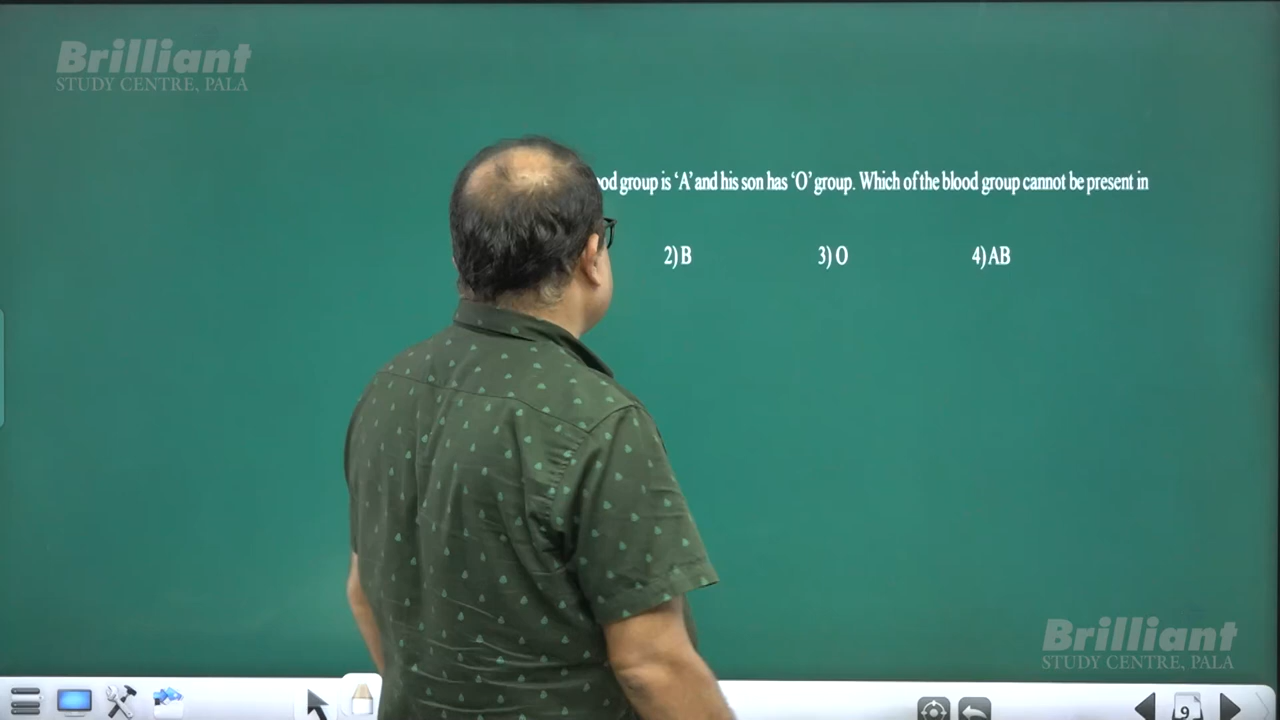 Brilliant
STUDY CENTRE, PALA
group is ‘A’ and his son has ‘O’ group. Which of the blood group cannot be present in
2) B 3) O 4) AB
Brilliant
STUDY CENTRE, PALA
9